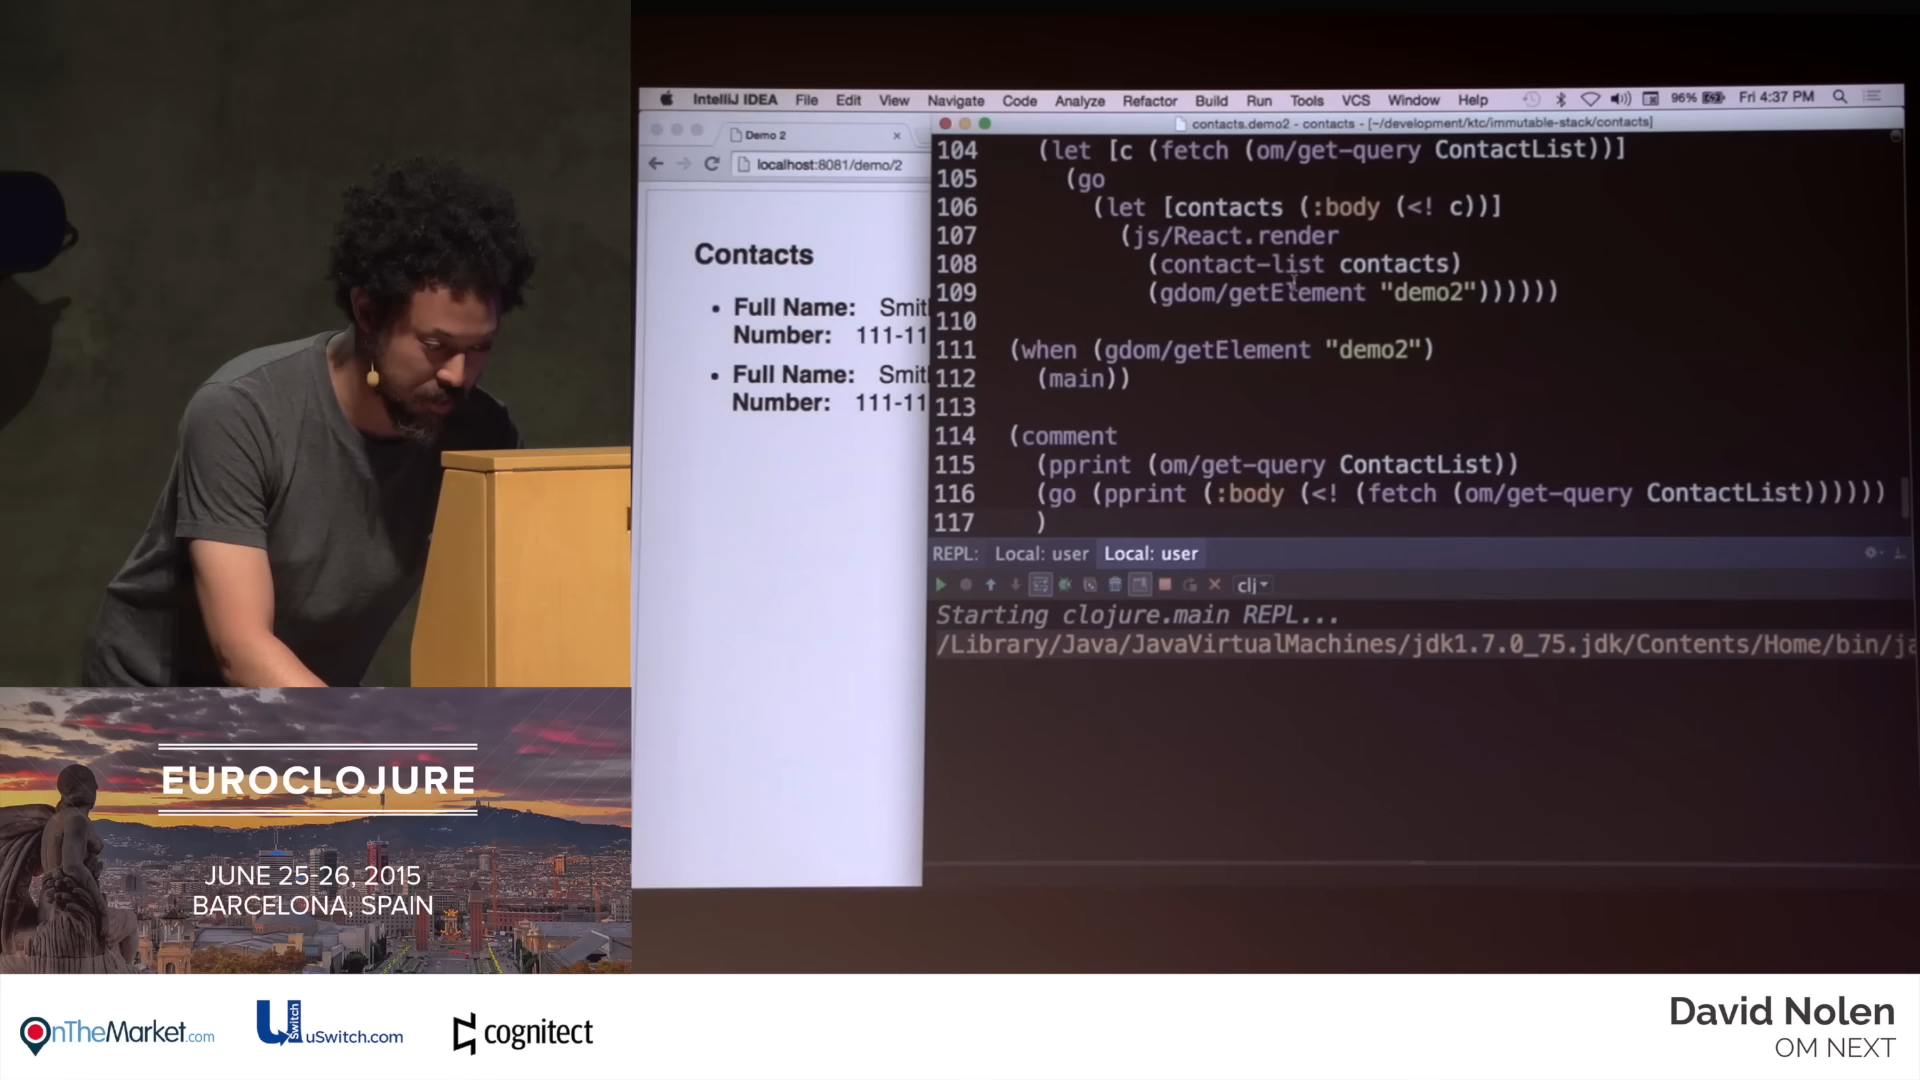 IntelliJ IDEA File Edit View Navigate Code Analyze Refactor Build Run Tools VCS Window Help 96% Fri 4:37 PM
Demo 2
contacts.demo2 - contacts - [~/development/ktc/immutable-stack/contacts]
localhost:8081/demo/2
Contacts
Full Name: Smit
Number: 111-11
Full Name: Smit
Number: 111-11
104 (let [c (fetch (om/get-query ContactList))]
105 (go
106 (let [contacts (:body (<! c))]
107 (js/React.render
108 (contact-list contacts)
109 (gdom/getElement "demo2"))))))
110
111 (when (gdom/getElement "demo2")
112 (main))
113
114 (comment
115 (pprint (om/get-query ContactList))
116 (go (pprint (:body (<! (fetch (om/get-query ContactList))))))
117 )
REPL: Local: user Local: user
clj
Starting clojure.main REPL...
/Library/Java/JavaVirtualMachines/jdk1.7.0_75.jdk/Contents/Home/bin/ja
EUROCLOJURE
JUNE 25-26, 2015
BARCELONA, SPAIN
OnTheMarket.com
uSwitch
uSwitch.com
cognitect
David Nolen
OM NEXT